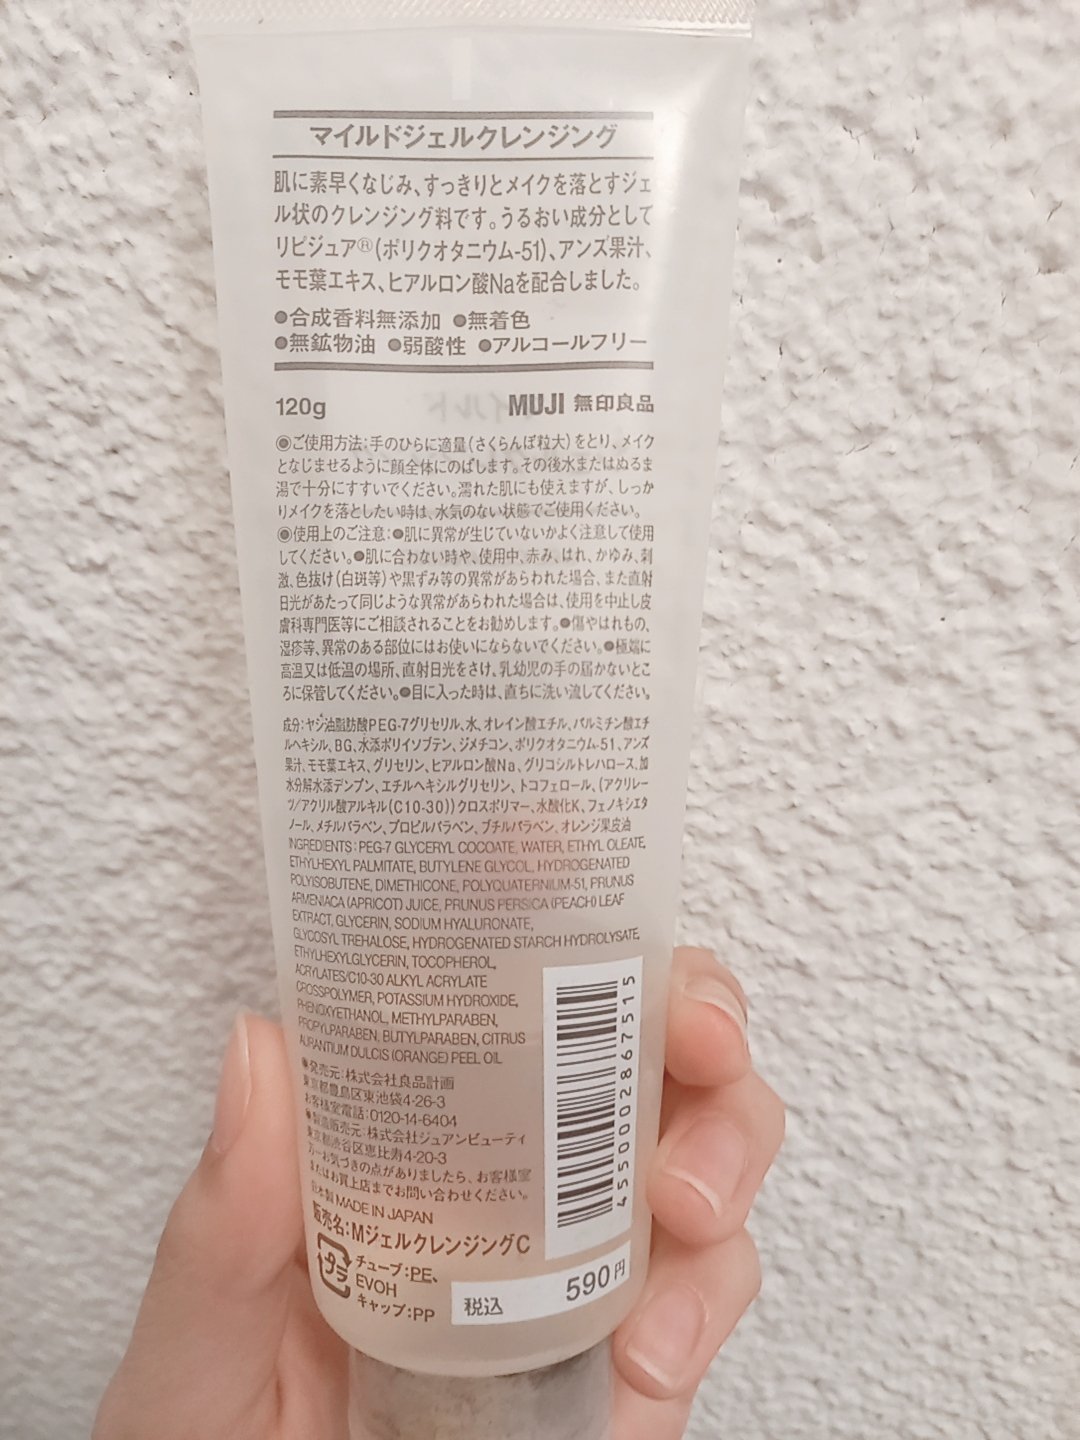 マイルドジェルクレンジング
肌に素早くなじみ、すっきりとメイクを落とすジェ
ル状のクレンジング料です。うるおい成分として
リピジュア®(ポリクオタニウム-51)、アンズ果汁、
モモ葉エキス、ヒアルロン酸Naを配合しました。
●合成香料無添加 ●無着色
●無鉱物油 ●弱酸性 ●アルコールフリー
120g MUJI 無印良品
◉ご使用方法:手のひらに適量(さくらんぼ粒大)をとり、メイク
となじませるように顔全体にのばします。その後水またはぬるま
湯で十分にすすいでください。濡れた肌にも使えますが、しっか
りメイクを落としたい時は、水気のない状態でご使用ください。
◉使用上のご注意:●肌に異常が生じていないかよく注意して使用
してください。●肌に合わない時や、使用中、赤み、はれ、かゆみ、刺
激、色抜け(白斑等)や黒ずみ等の異常があらわれた場合、また直射
日光があたって同じような異常があらわれた場合は、使用を中止し皮
膚科専門医等にご相談されることをお勧めします。●傷やはれもの、
湿疹等、異常のある部位にはお使いにならないでください。●極端に
高温又は低温の場所、直射日光をさけ、乳幼児の手の届かないとこ
ろに保管してください。●目に入った時は、直ちに洗い流してください。
成分:ヤシ油脂肪酸PEG-7グリセリル、水、オレイン酸エチル、パルミチン酸エチ
ルヘキシル、BG、水添ポリイソブテン、ジメチコン、ポリクオタニウム-51、アンズ
果汁、モモ葉エキス、グリセリン、ヒアルロン酸Na、グリコシルトレハロース、加
水分解水添デンプン、エチルヘキシルグリセリン、トコフェロール、(アクリレー
ツ/アクリル酸アルキル(C10-30))クロスポリマー、水酸化K、フェノキシエタ
ノール、メチルパラベン、プロピルパラベン、ブチルパラベン、オレンジ果皮油
INGREDIENTS:PEG-7 GLYCERYL COCOATE, WATER, ETHYL OLEATE,
ETHYLHEXYL PALMITATE, BUTYLENE GLYCOL, HYDROGENATED
POLYISOBUTENE, DIMETHICONE, POLYQUATERNIUM-51, PRUNUS
ARMENIACA (APRICOT) JUICE, PRUNUS PERSICA (PEACH) LEAF
EXTRACT, GLYCERIN, SODIUM HYALURONATE,
GLYCOSYL TREHALOSE, HYDROGENATED STARCH HYDROLYSATE,
ETHYLHEXYLGLYCERIN, TOCOPHEROL,
ACRYLATES/C10-30 ALKYL ACRYLATE
CROSSPOLYMER, POTASSIUM HYDROXIDE,
PHENOXYETHANOL, METHYLPARABEN,
PROPYLPARABEN, BUTYLPARABEN, CITRUS
AURANTIUM DULCIS (ORANGE) PEEL OIL
●発売元:株式会社良品計画
東京都豊島区東池袋4-26-3
お客様室電話:0120-14-6404
●製造販売元:株式会社ジュアンビューティ
東京都渋谷区恵比寿4-20-3
万一お気づきの点がありましたら、お客様室
またはお買上店までお問い合わせください。
日本製 MADE IN JAPAN
販売名:MジェルクレンジングC
プラ
チューブ:PE、
EVOH
キャップ:PP
4550002867515
税込 590円